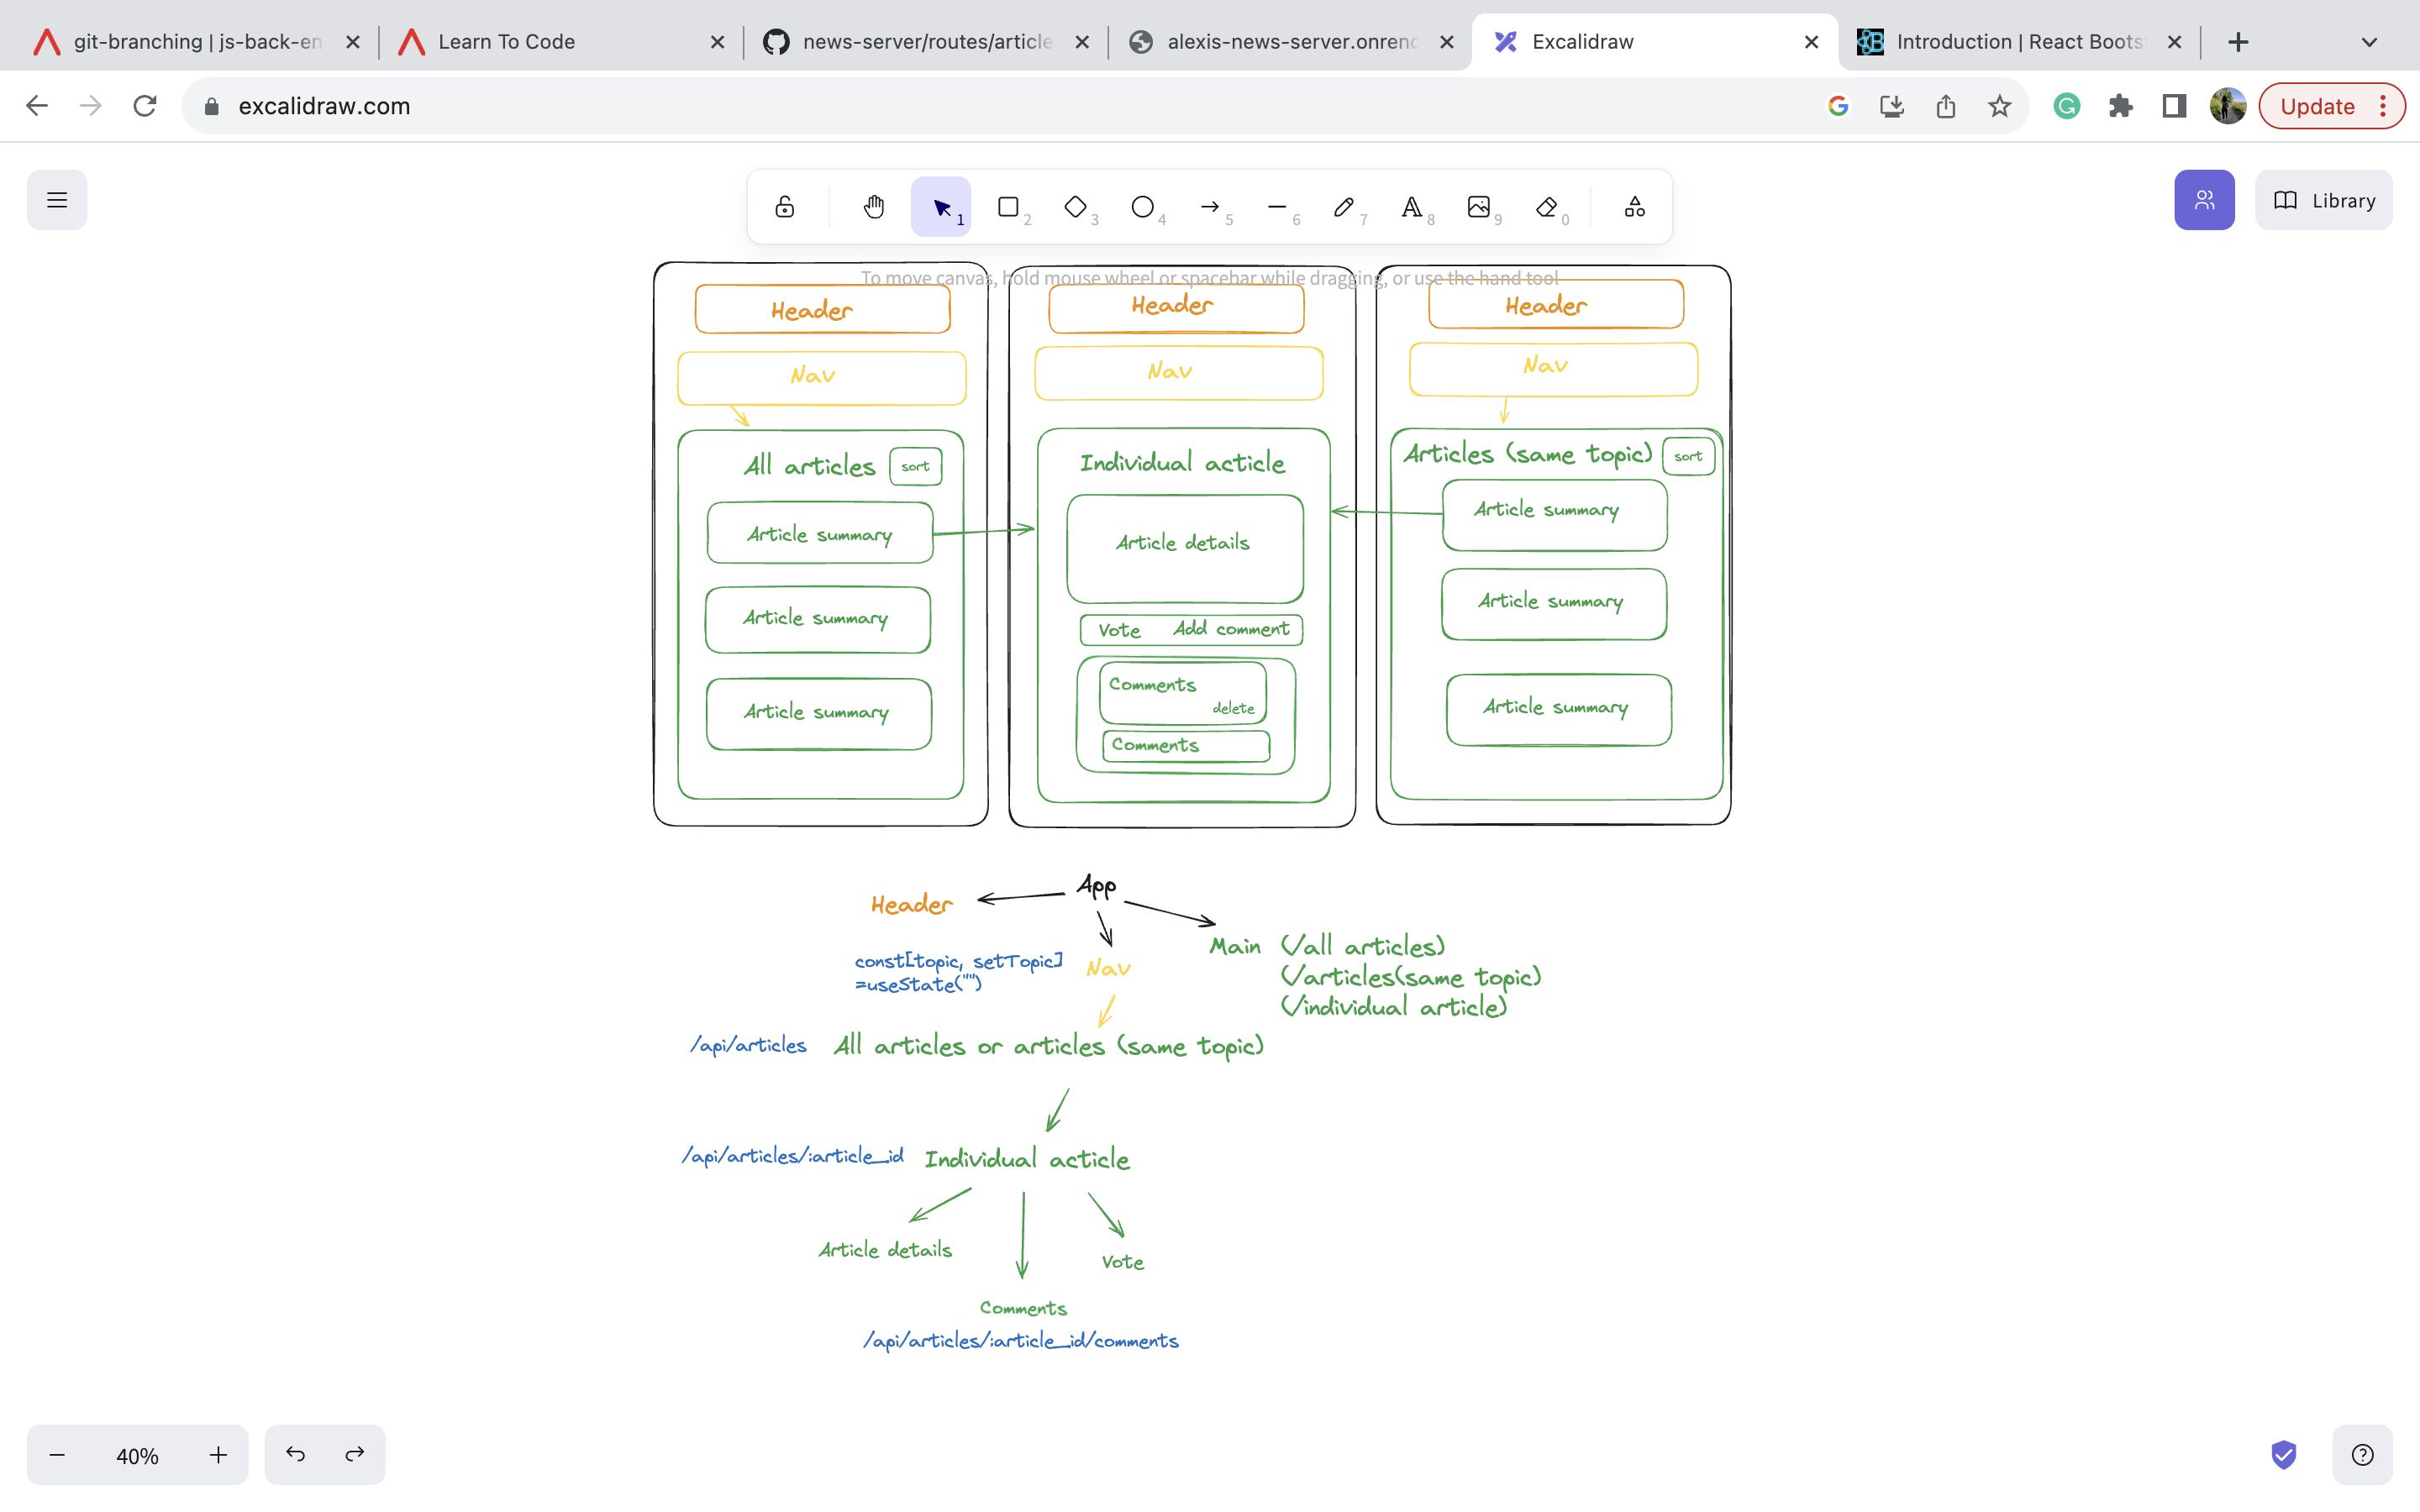 git-branching | js-back-en
Learn To Code
news-server/routes/article
alexis-news-server.onrend
Excalidraw
Introduction | React Boots
excalidraw.com
Update
1
2
3
4
5
6
7
8
9
0
Library
To move canvas, hold mouse wheel or spacebar while dragging, or use the hand tool
Header
Nav
All articles
sort
Article summary
Article summary
Article summary
Header
Nav
Individual acticle
Article details
Vote
Add comment
Comments
delete
Comments
Header
Nav
Articles (same topic)
sort
Article summary
Article summary
Article summary
App
Header
Main
(/all articles)
(/articles(same topic)
(/individual article)
const[topic, setTopic]
=useState("")
Nav
/api/articles
All articles or articles (same topic)
/api/articles/:article_id
Individual acticle
Article details
Vote
Comments
/api/articles/:article_id/comments
40%